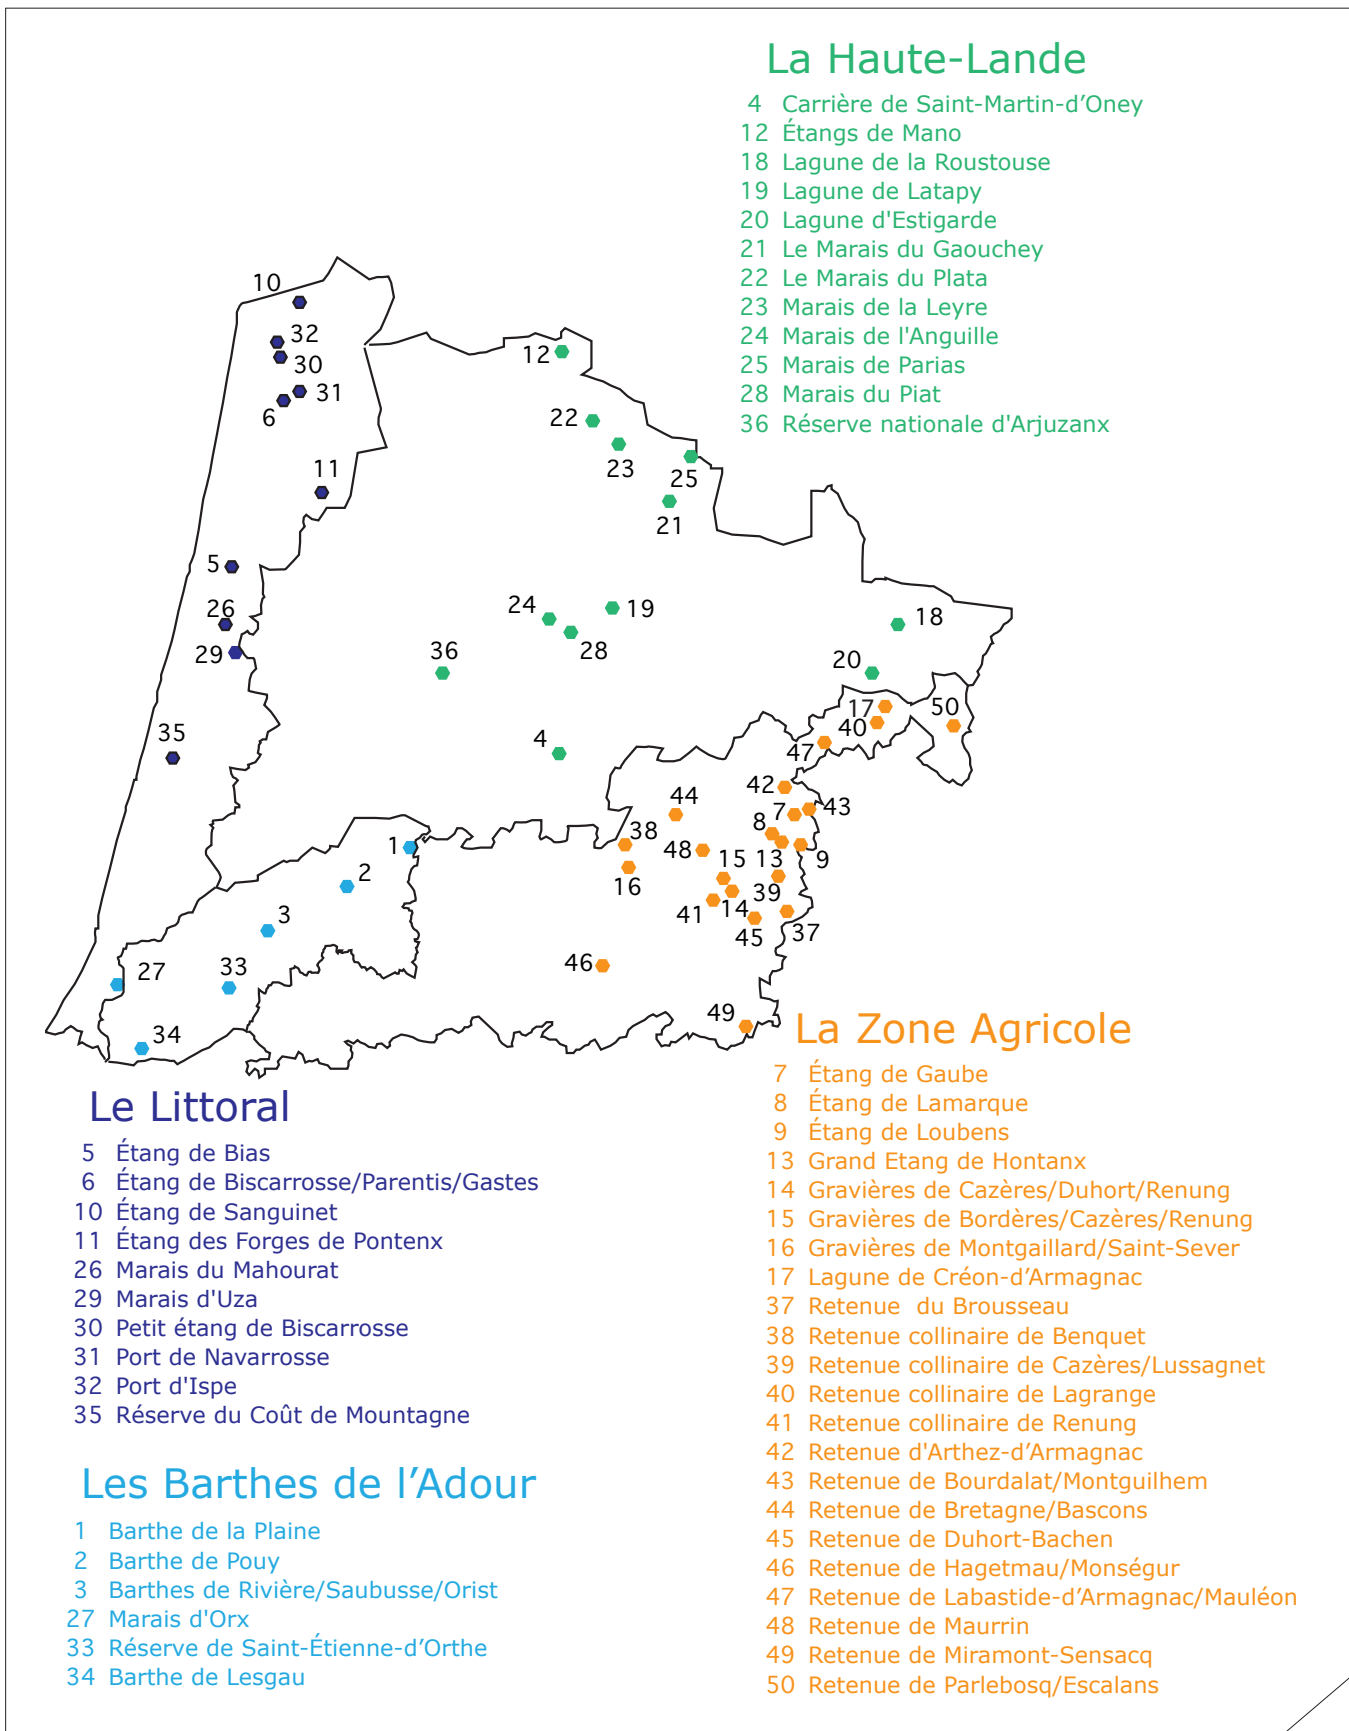 La Haute-Lande
4 Carrière de Saint-Martin-d’Oney
12 Étangs de Mano
18 Lagune de la Roustouse
19 Lagune de Latapy
20 Lagune d'Estigarde
21 Le Marais du Gaouchey
22 Le Marais du Plata
23 Marais de la Leyre
24 Marais de l'Anguille
25 Marais de Parias
28 Marais du Piat
36 Réserve nationale d'Arjuzanx
10
32
30
31
6
11
12
22
23
25
21
5
26
29
24
19
28
36
18
20
17
40
50
47
35
4
42
44
7
43
8
38
1
48
15
13
9
2
16
39
41
14
45
37
3
46
27
33
34
49
La Zone Agricole
7 Étang de Gaube
8 Étang de Lamarque
9 Étang de Loubens
13 Grand Etang de Hontanx
14 Gravières de Cazères/Duhort/Renung
15 Gravières de Bordères/Cazères/Renung
16 Gravières de Montgaillard/Saint-Sever
17 Lagune de Créon-d’Armagnac
37 Retenue du Brousseau
38 Retenue collinaire de Benquet
39 Retenue collinaire de Cazères/Lussagnet
40 Retenue collinaire de Lagrange
41 Retenue collinaire de Renung
42 Retenue d'Arthez-d’Armagnac
43 Retenue de Bourdalat/Montguilhem
44 Retenue de Bretagne/Bascons
45 Retenue de Duhort-Bachen
46 Retenue de Hagetmau/Monségur
47 Retenue de Labastide-d’Armagnac/Mauléon
48 Retenue de Maurrin
49 Retenue de Miramont-Sensacq
50 Retenue de Parlebosq/Escalans
Le Littoral
5 Étang de Bias
6 Étang de Biscarrosse/Parentis/Gastes
10 Étang de Sanguinet
11 Étang des Forges de Pontenx
26 Marais du Mahourat
29 Marais d'Uza
30 Petit étang de Biscarrosse
31 Port de Navarrosse
32 Port d'Ispe
35 Réserve du Coût de Mountagne
Les Barthes de l’Adour
1 Barthe de la Plaine
2 Barthe de Pouy
3 Barthes de Rivière/Saubusse/Orist
27 Marais d'Orx
33 Réserve de Saint-Étienne-d’Orthe
34 Barthe de Lesgau